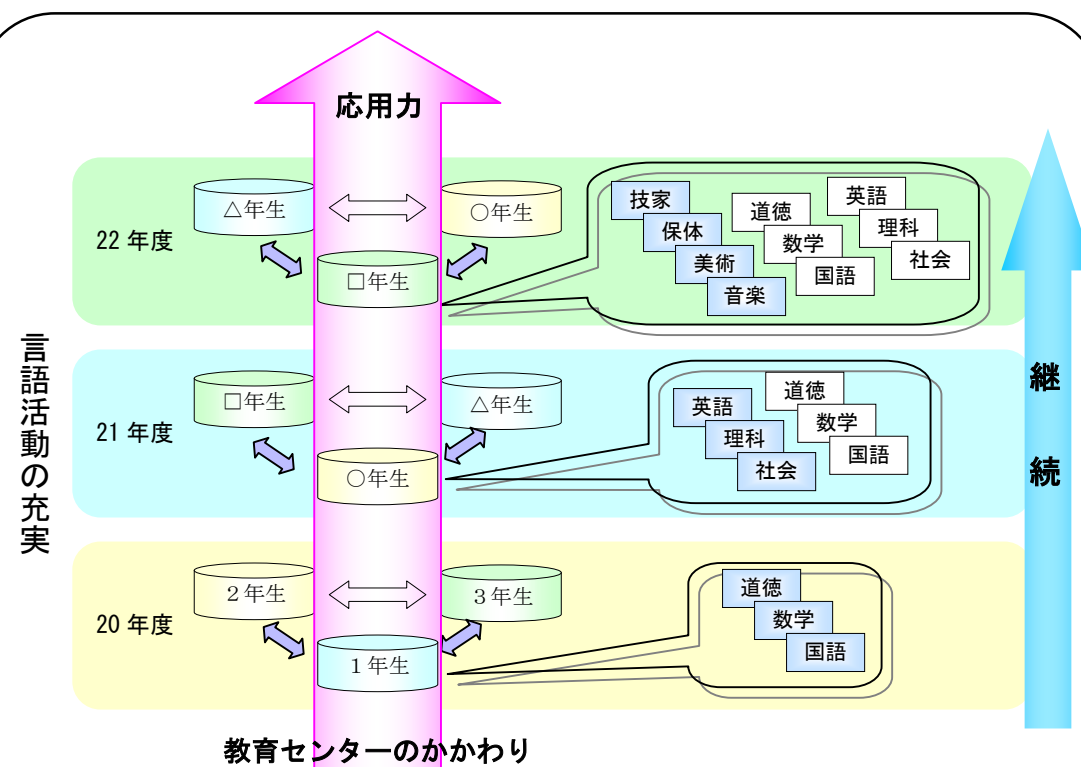 応用力
22 年度
△年生
○年生
□年生
技家
保体
美術
音楽
道徳
数学
国語
英語
理科
社会
言語活動の充実
21 年度
□年生
△年生
○年生
英語
理科
社会
道徳
数学
国語
継続
20 年度
2年生
3年生
1年生
道徳
数学
国語
教育センターのかかわり